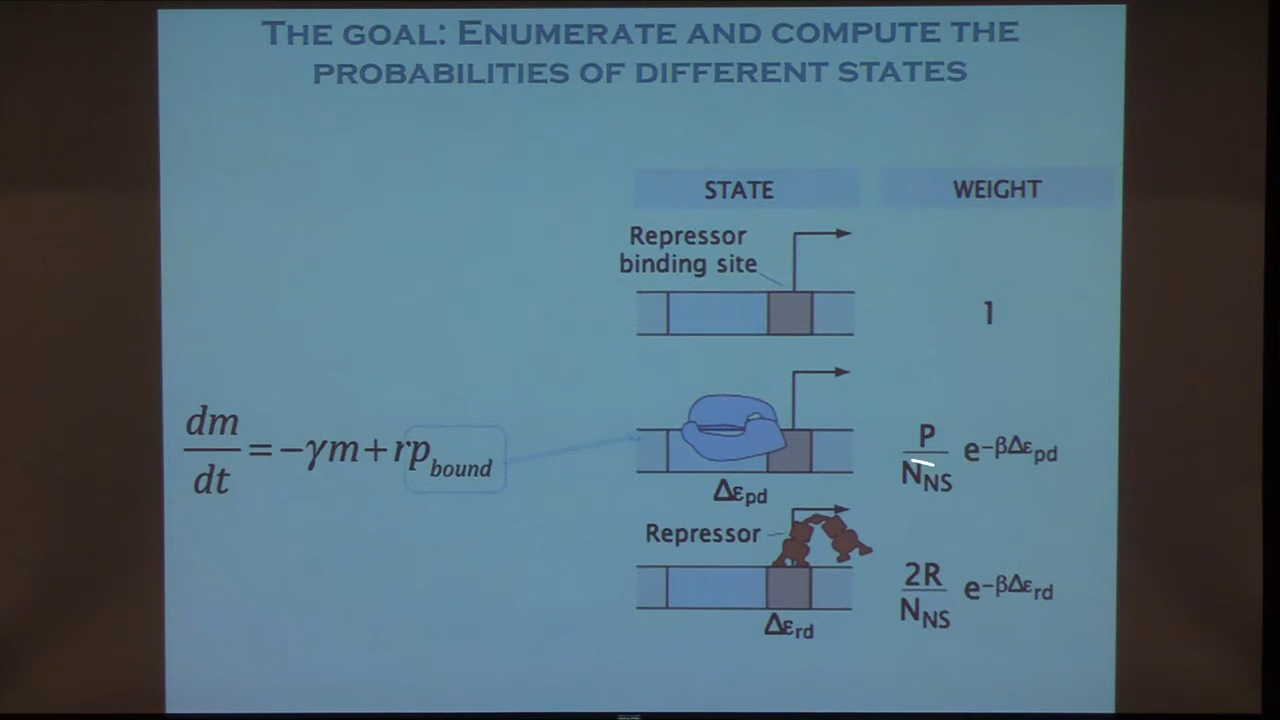 THE GOAL: ENUMERATE AND COMPUTE THE
PROBABILITIES OF DIFFERENT STATES
STATE WEIGHT
Repressor
binding site
1
dm/dt = −γm + rp_bound
P/N_NS e^−βΔε_pd
Δε_pd
Repressor
2R/N_NS e^−βΔε_rd
Δε_rd